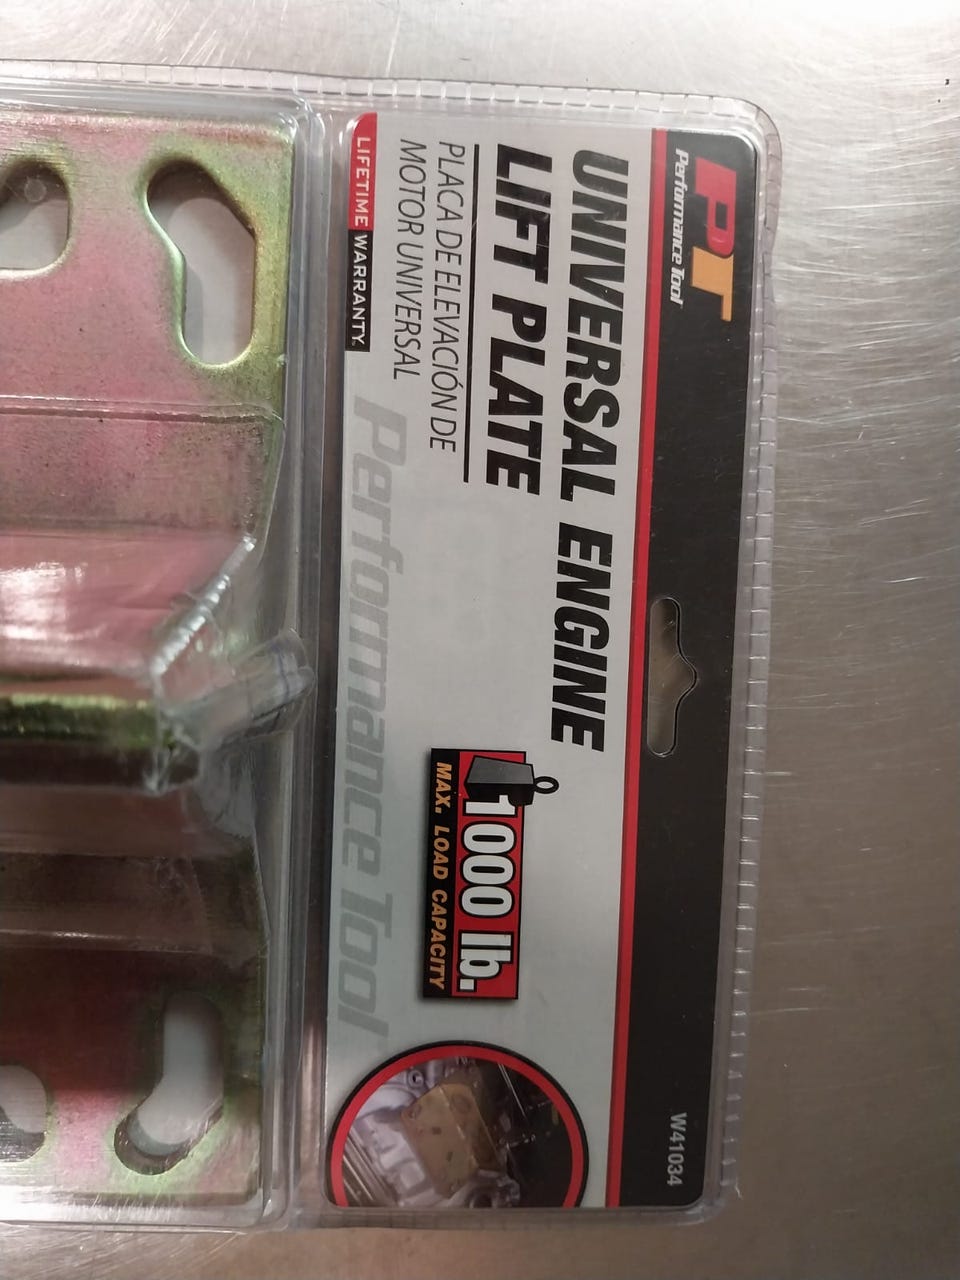 PT
Performance Tool
W41034
UNIVERSAL ENGINE
LIFT PLATE
PLACA DE ELEVACIÓN DE
MOTOR UNIVERSAL
LIFETIME WARRANTY.
1000 lb.
MAX. LOAD CAPACITY
Performance Tool